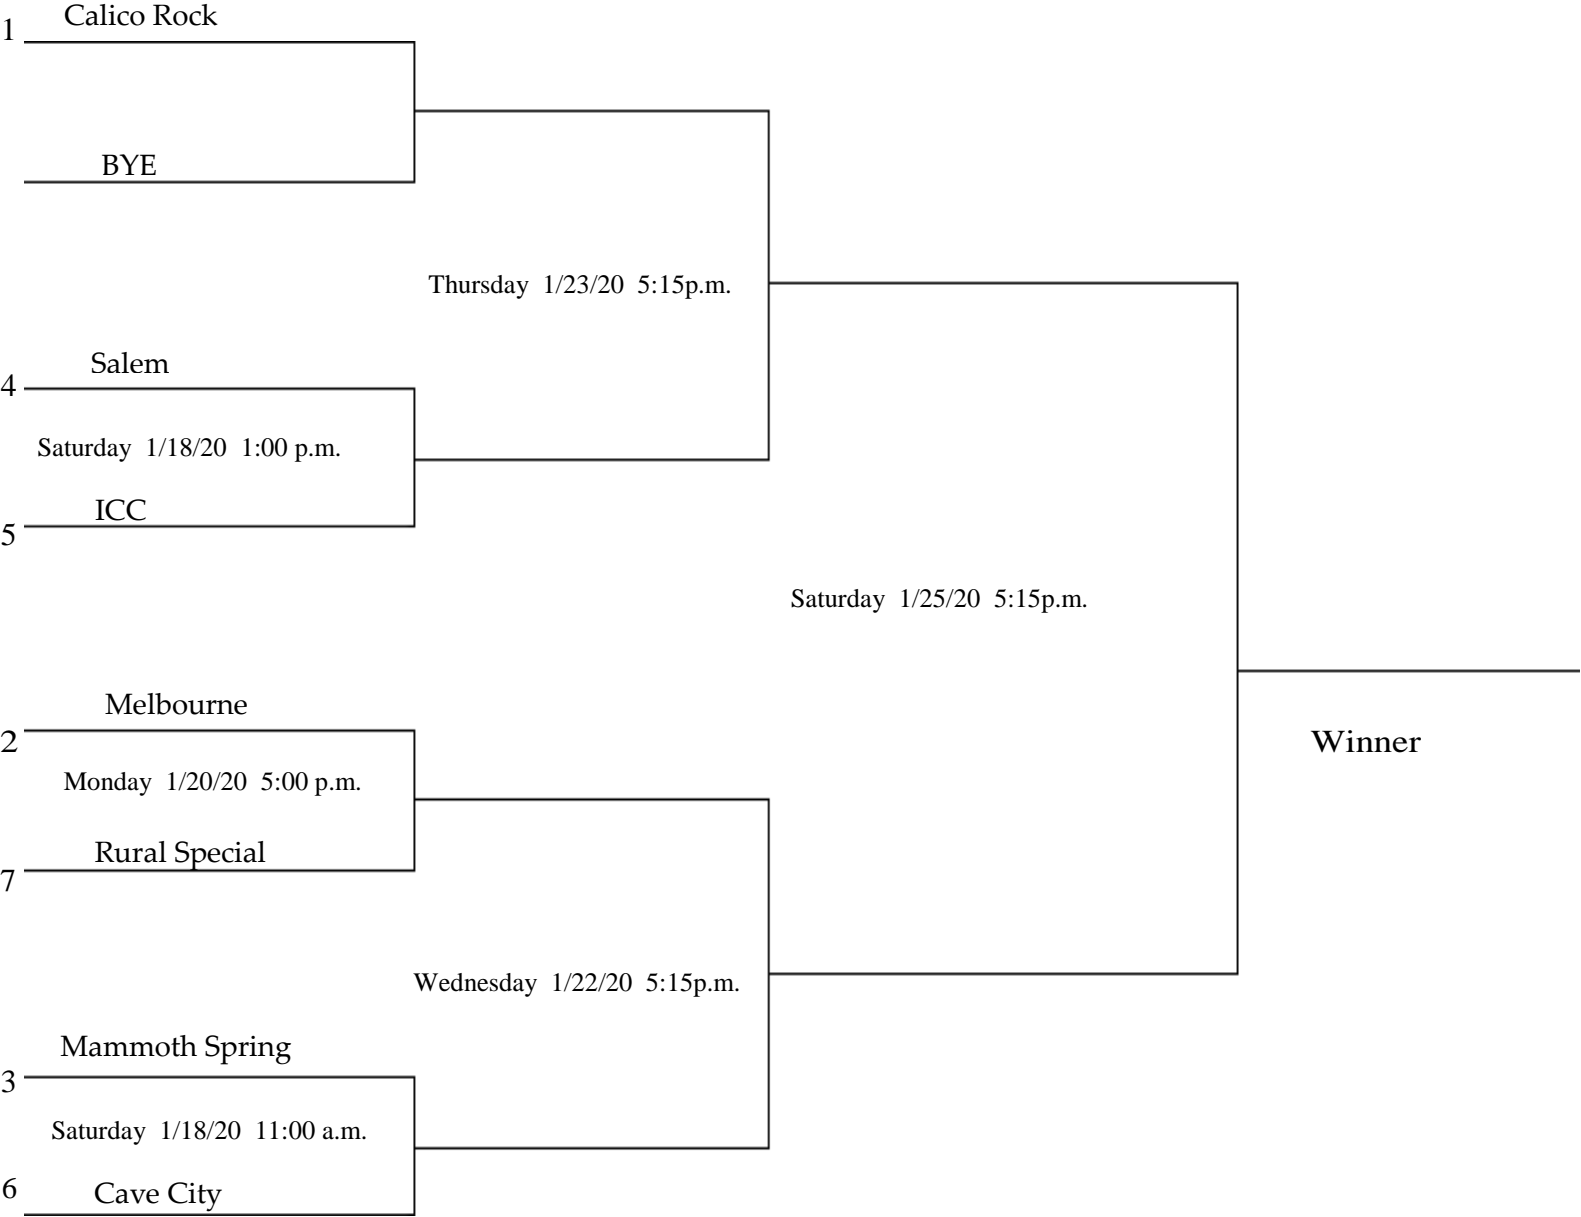 Calico Rock
1
BYE
Thursday 1/23/20 5:15p.m.
Salem
4
Saturday 1/18/20 1:00 p.m.
ICC
5
Saturday 1/25/20 5:15p.m.
Melbourne
2
Winner
Monday 1/20/20 5:00 p.m.
Rural Special
7
Wednesday 1/22/20 5:15p.m.
Mammoth Spring
3
Saturday 1/18/20 11:00 a.m.
6
Cave City